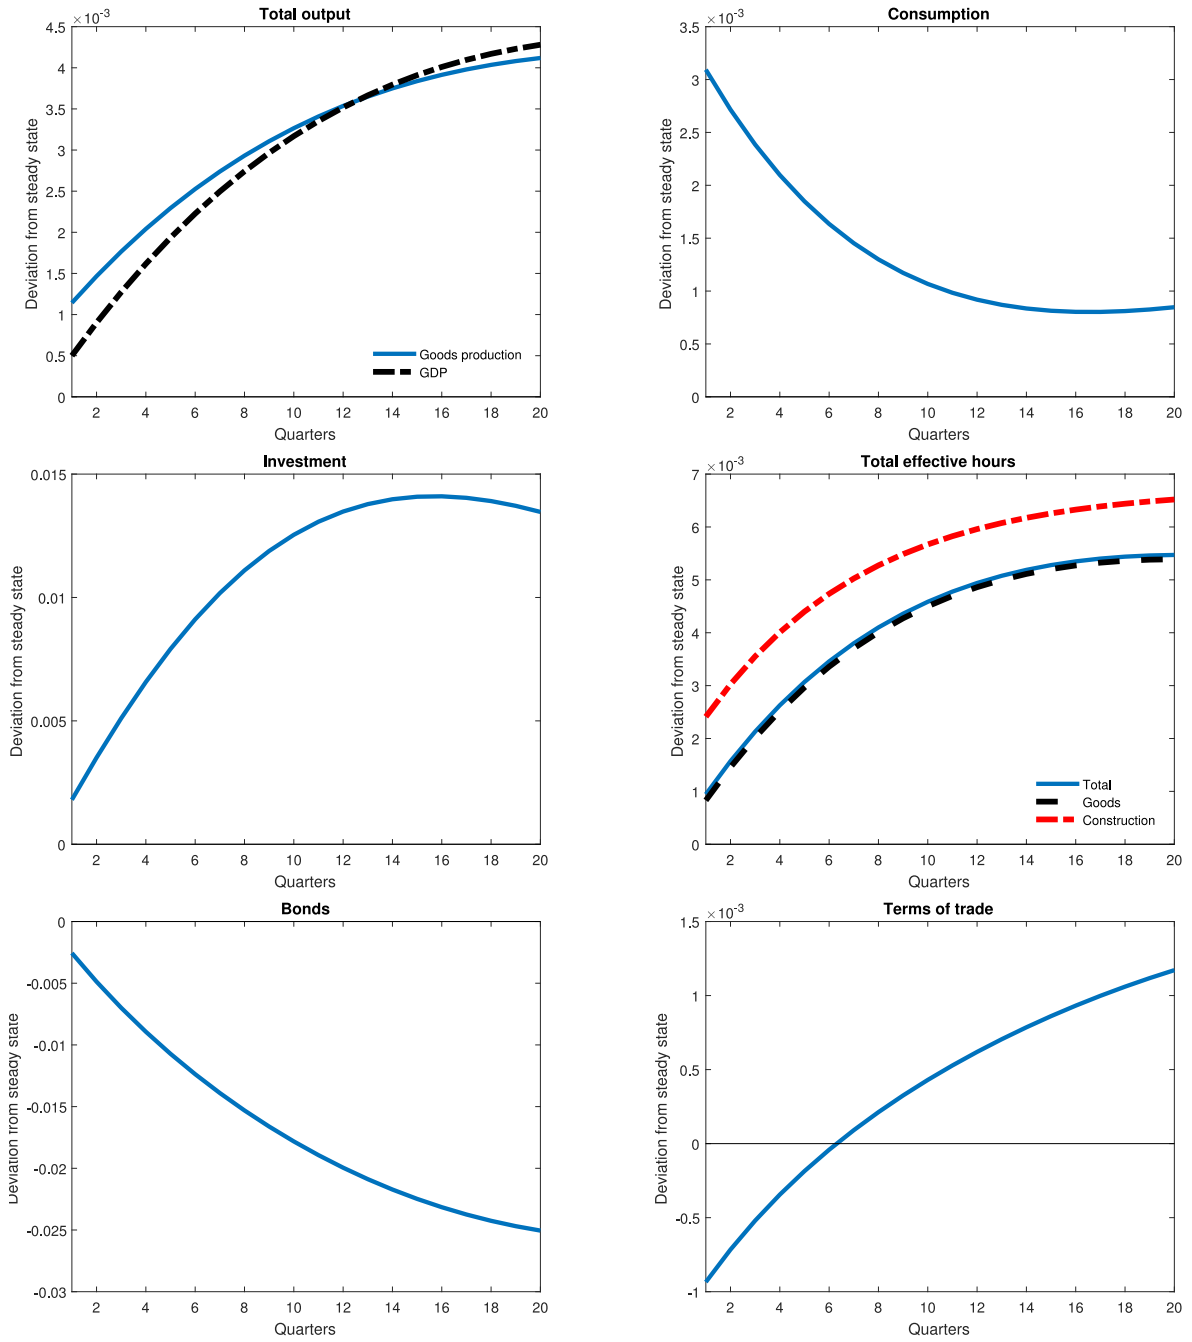 Total output
×10-3
4.5
4
3.5
3
2.5
2
1.5
1
0.5
0
Deviation from steady state
Goods production
GDP
2 4 6 8 10 12 14 16 18 20
Quarters
Consumption
×10-3
3.5
3
2.5
2
1.5
1
0.5
0
Deviation from steady state
2 4 6 8 10 12 14 16 18 20
Quarters
Investment
0.015
0.01
0.005
0
Deviation from steady state
2 4 6 8 10 12 14 16 18 20
Quarters
Total effective hours
×10-3
7
6
5
4
3
2
1
0
Deviation from steady state
Total
Goods
Construction
2 4 6 8 10 12 14 16 18 20
Quarters
Bonds
0
-0.005
-0.01
-0.015
-0.02
-0.025
-0.03
Deviation from steady state
2 4 6 8 10 12 14 16 18 20
Quarters
Terms of trade
×10-3
1.5
1
0.5
0
-0.5
-1
Deviation from steady state
2 4 6 8 10 12 14 16 18 20
Quarters